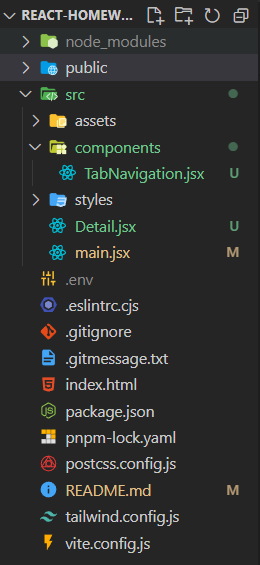 REACT-HOMEW...
node_modules
public
src
assets
components
TabNavigation.jsx U
styles
Detail.jsx U
main.jsx M
.env
.eslintrc.cjs
.gitignore
.gitmessage.txt
index.html
package.json
pnpm-lock.yaml
postcss.config.js
README.md M
tailwind.config.js
vite.config.js